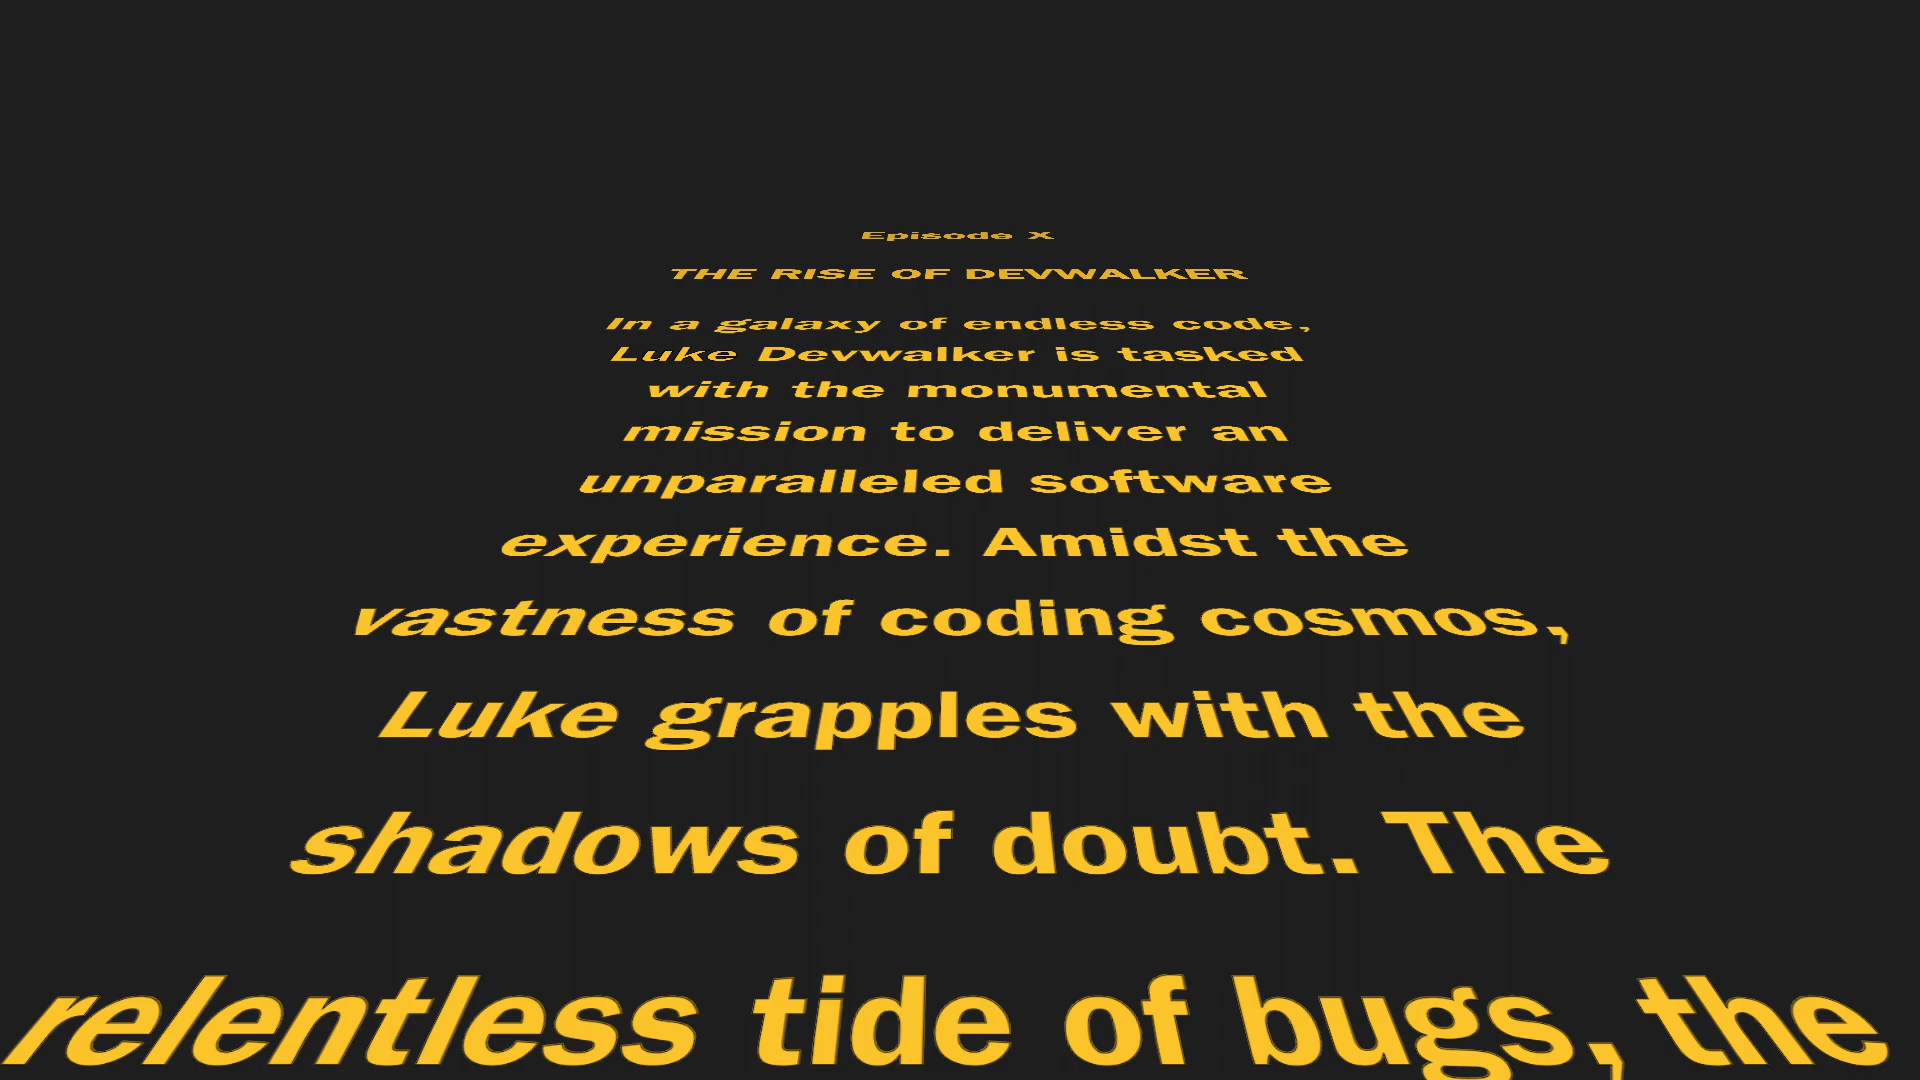 Episode X
THE RISE OF DEVWALKER
In a galaxy of endless code,
Luke Devwalker is tasked
with the monumental
mission to deliver an
unparalleled software
experience. Amidst the
vastness of coding cosmos,
Luke grapples with the
shadows of doubt. The
relentless tide of bugs, the